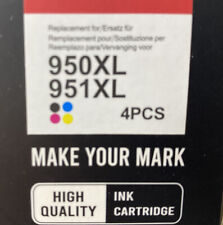 Replacement for/Ersatz für
Remplacement pour/Sostituzione per
Reemplazo para/Vervanging voor
950XL
951XL
4PCS
MAKE YOUR MARK
HIGH QUALITY
INK CARTRIDGE